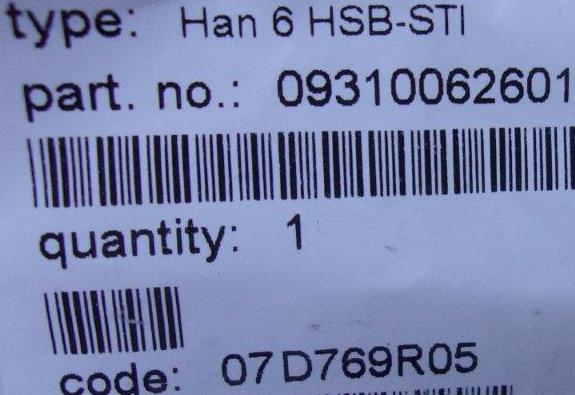 type: Han 6 HSB-STI
part. no.: 09310062601
quantity: 1
code: 07D769R05